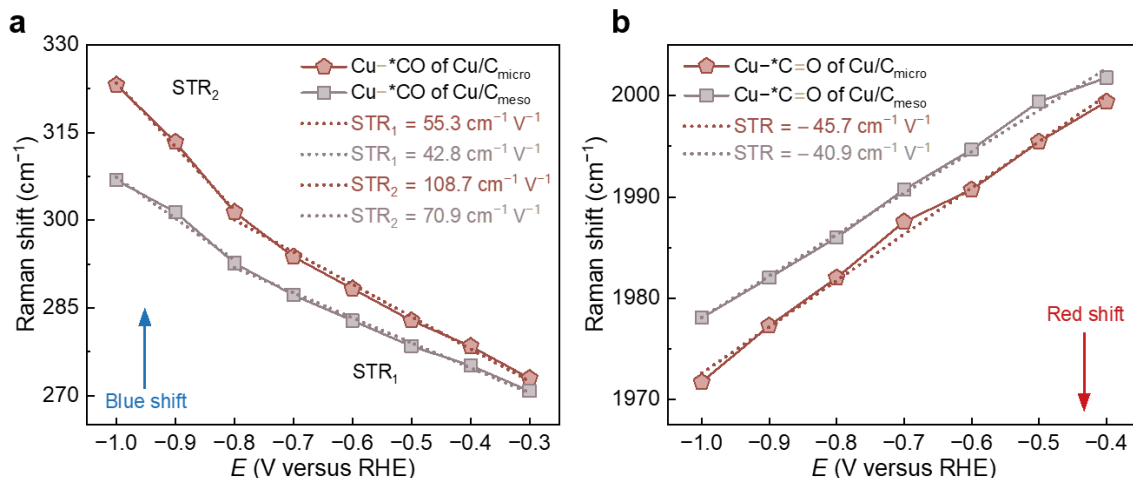 a
330
315
300
285
270
Raman shift (cm⁻¹)
STR₂
Cu−*CO of Cu/Cmicro
Cu−*CO of Cu/Cmeso
STR₁ = 55.3 cm⁻¹ V⁻¹
STR₁ = 42.8 cm⁻¹ V⁻¹
STR₂ = 108.7 cm⁻¹ V⁻¹
STR₂ = 70.9 cm⁻¹ V⁻¹
STR₁
Blue shift
−1.0 −0.9 −0.8 −0.7 −0.6 −0.5 −0.4 −0.3
E (V versus RHE)
b
2000
1990
1980
1970
Raman shift (cm⁻¹)
Cu−*C=O of Cu/Cmicro
Cu−*C=O of Cu/Cmeso
STR = − 45.7 cm⁻¹ V⁻¹
STR = − 40.9 cm⁻¹ V⁻¹
Red shift
−1.0 −0.9 −0.8 −0.7 −0.6 −0.5 −0.4
E (V versus RHE)